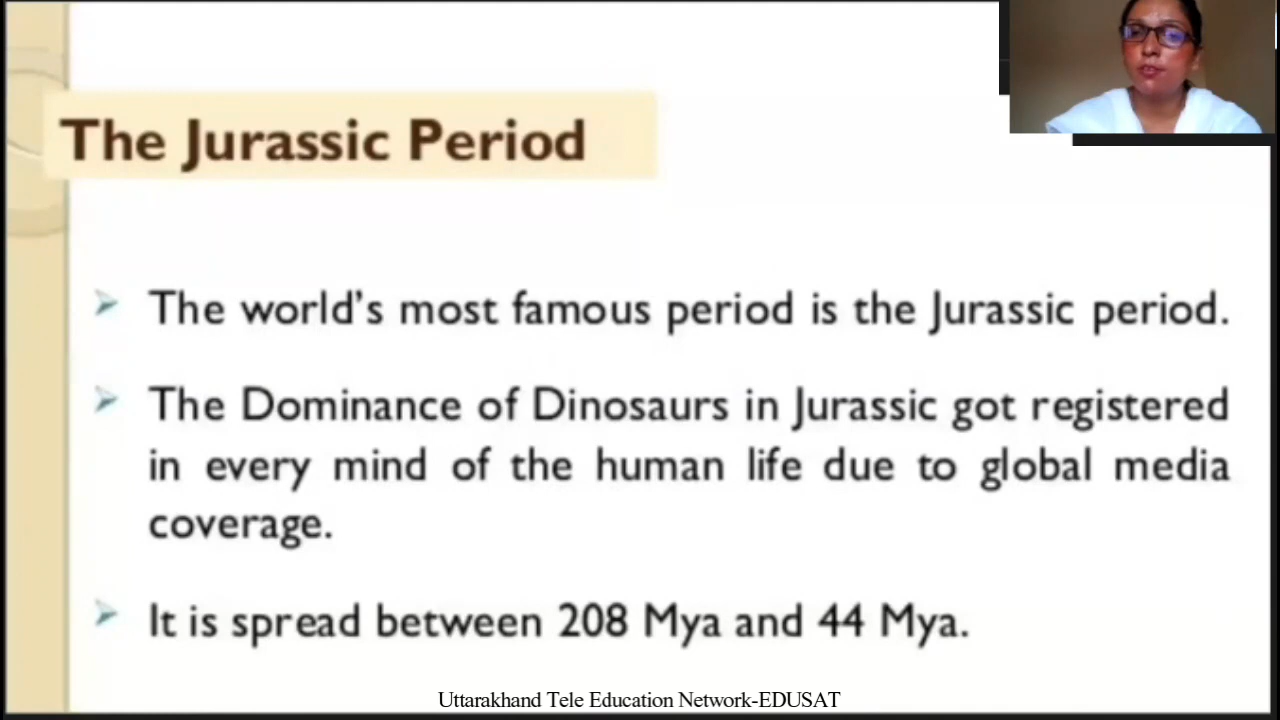 The Jurassic Period
The world's most famous period is the Jurassic period.
The Dominance of Dinosaurs in Jurassic got registered
in every mind of the human life due to global media
coverage.
It is spread between 208 Mya and 44 Mya.
Uttarakhand Tele Education Network-EDUSAT